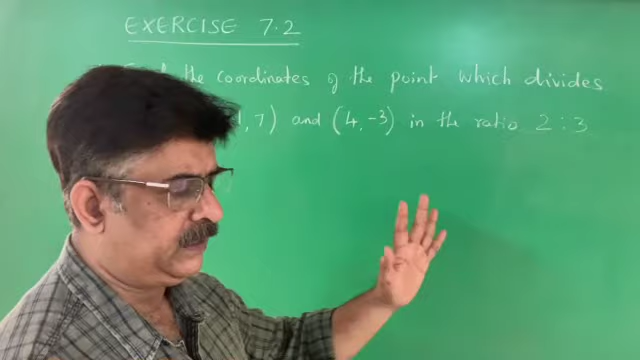 EXERCISE 7.2
the coordinates of the point which divides
1, 7) and (4, -3) in the ratio 2:3